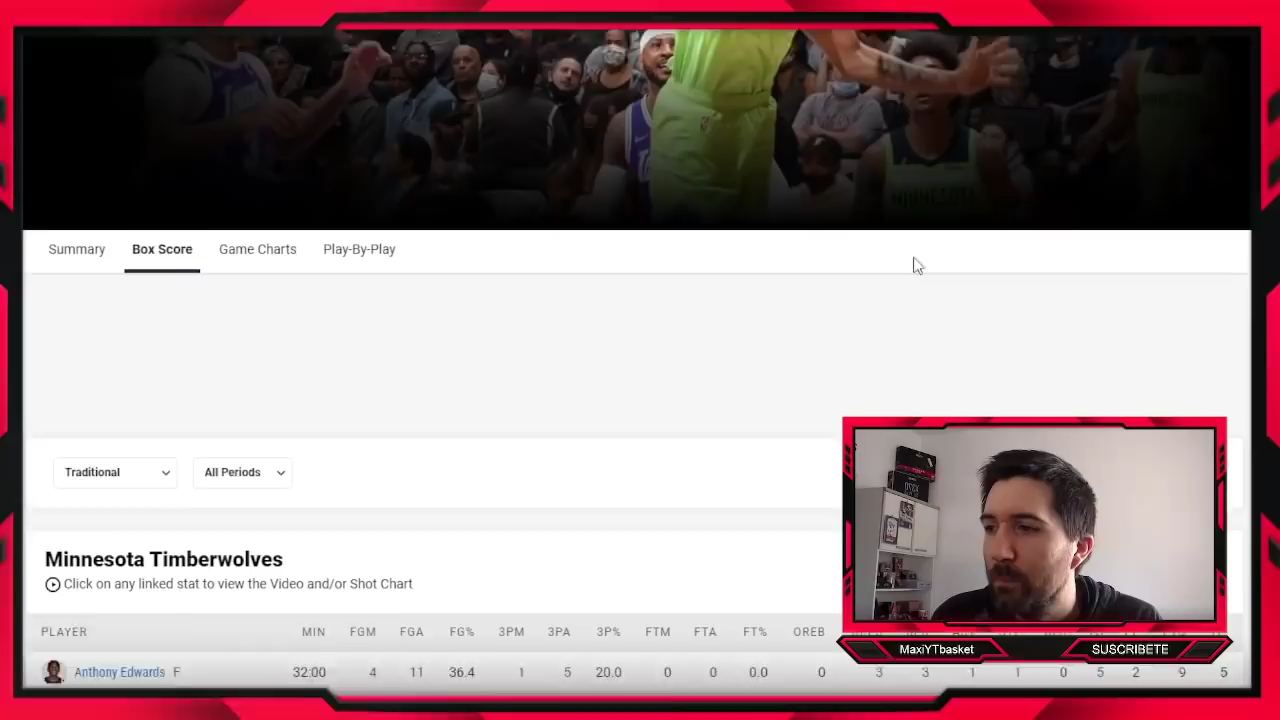 MINNESOTA
Summary Box Score Game Charts Play-By-Play
Traditional All Periods
Minnesota Timberwolves
Click on any linked stat to view the Video and/or Shot Chart
PLAYER MIN FGM FGA FG% 3PM 3PA 3P% FTM FTA FT% OREB
Anthony Edwards F 32:00 4 11 36.4 1 5 20.0 0 0 0.0 0 3 3 1 1 0 5 2 9 5
MaxiYTbasket SUSCRIBETE